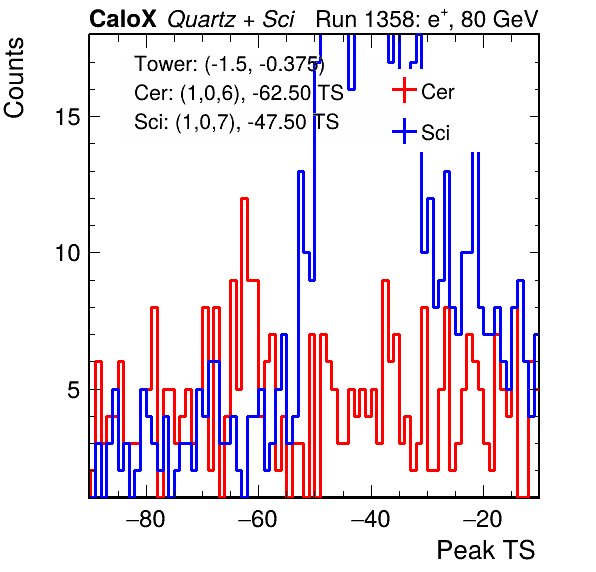 CaloX Quartz + Sci Run 1358: e+, 80 GeV
Counts
Tower: (-1.5, -0.375)
Cer: (1,0,6), -62.50 TS
Sci: (1,0,7), -47.50 TS
Cer
Sci
15
10
5
−80 −60 −40 −20
Peak TS